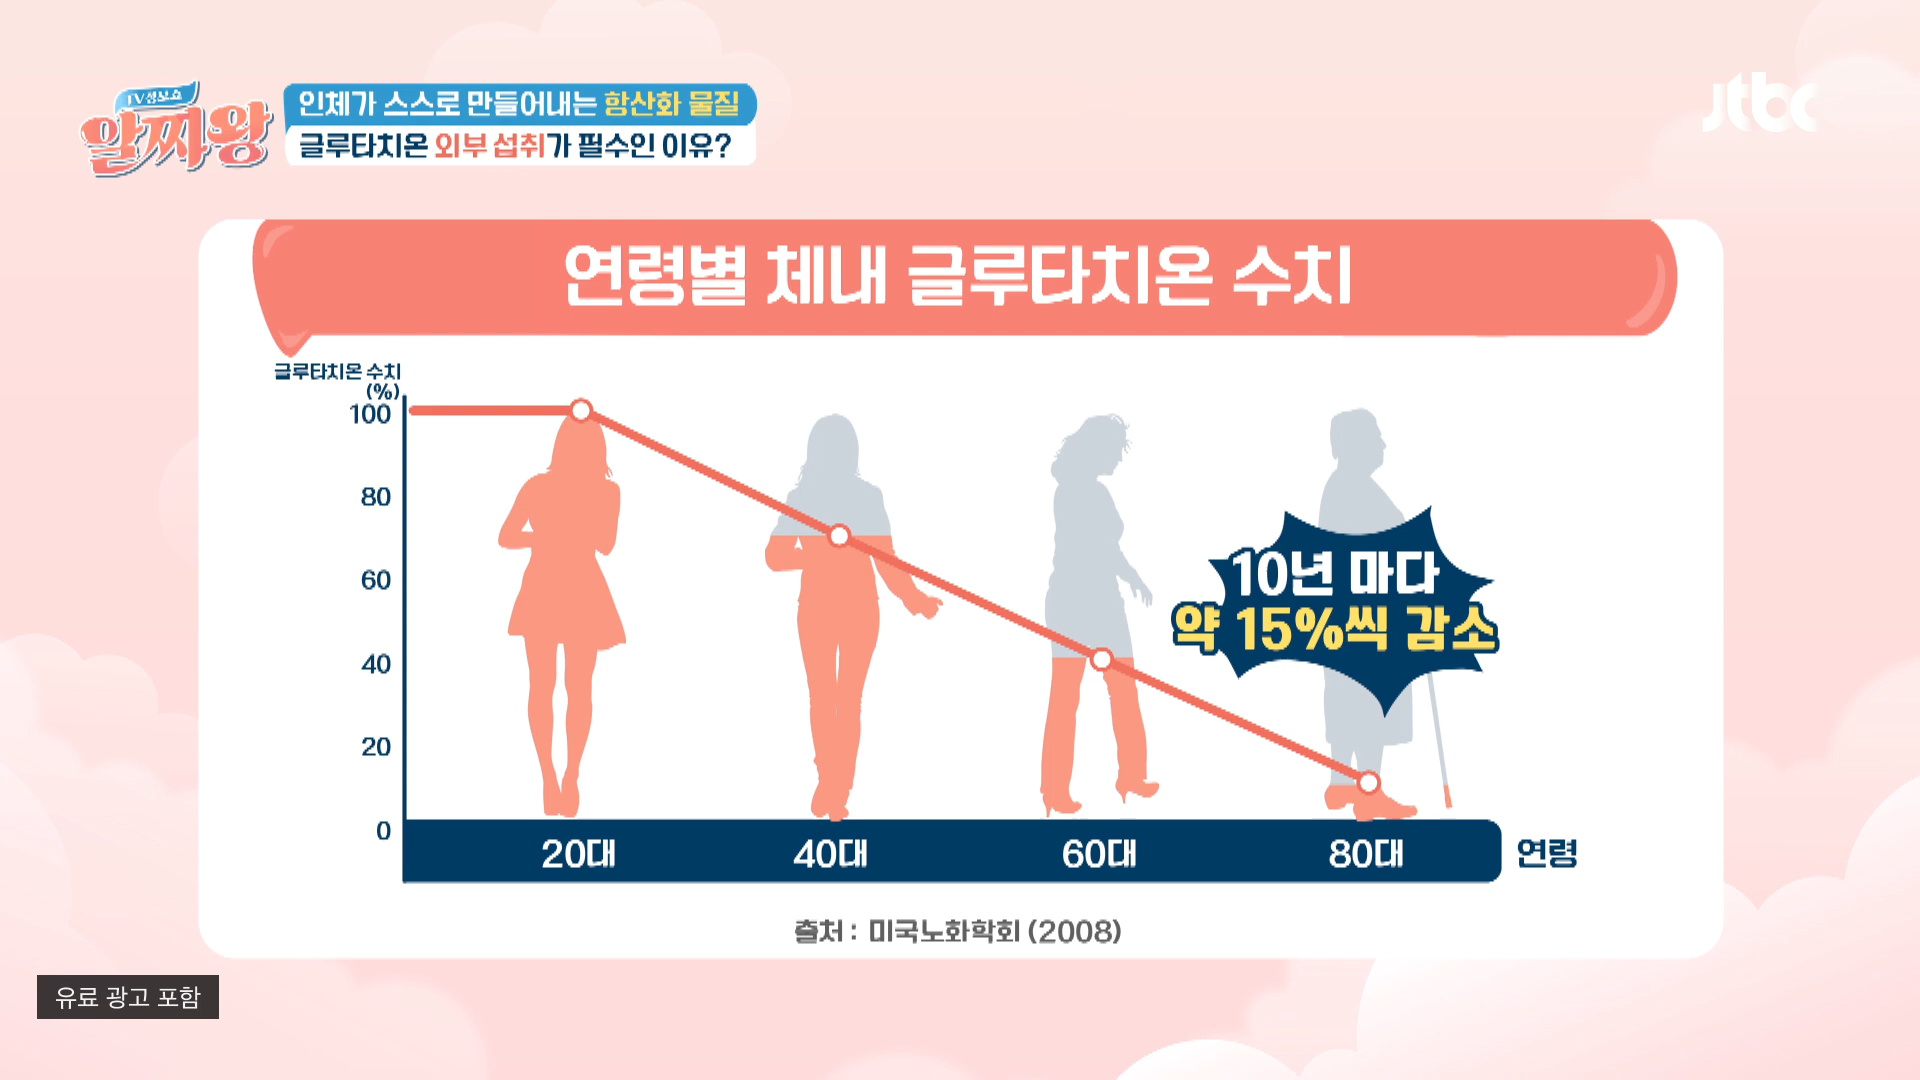 TV정보쇼
알짜왕
인체가 스스로 만들어내는 항산화 물질
글루타치온 외부 섭취가 필수인 이유?
jtbc
연령별 체내 글루타치온 수치
글루타치온 수치
(%)
100
80
60
40
20
0
10년 마다
약 15%씩 감소
20대
40대
60대
80대
연령
출처 : 미국노화학회 (2008)
유료 광고 포함